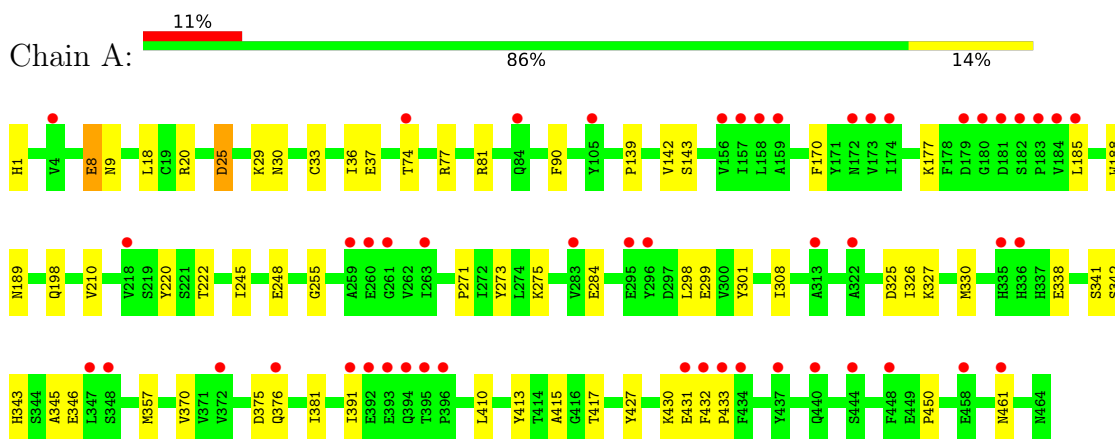 11%
Chain A:
86% 14%
H1 V4 E8 N9 L18 C19 R20 D25 K29 N30 C33 I36 E37 T74 R77 R81 Q84 F90 Y105 P139 V142 S143 V156 I157 L158 A159 F170 Y171 N172 V173 I174 K177 F178 D179 G180 D181 S182 P183 V184 L185 W188
N189 Q198 V210 V218 S219 Y220 S221 T222 I245 E248 G255 A259 E260 G261 V262 I263 P271 I272 Y273 L274 K275 V283 E284 E295 Y296 D297 L298 E299 V300 Y301 I308 A313 A322 D325 I326 K327 M330 H335 H336 H337 E338 S341 S342
H343 S344 A345 E346 L347 S348 M357 V370 V371 V372 D375 Q376 I381 I391 E392 E393 Q394 T395 P396 L410 Y413 T414 A415 G416 T417 Y427 K430 E431 F432 P433 F434 Y437 Q440 S444 F448 E449 P450 E458 N461 N464